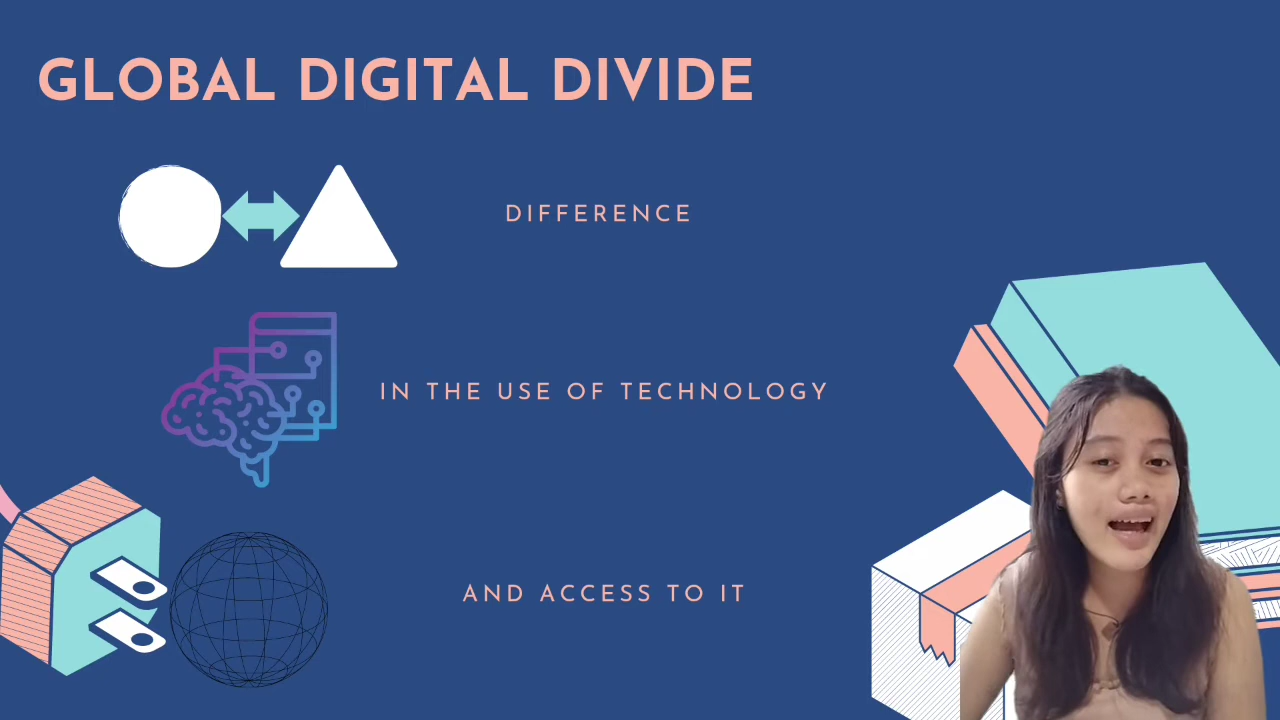 GLOBAL DIGITAL DIVIDE
DIFFERENCE
IN THE USE OF TECHNOLOGY
AND ACCESS TO IT